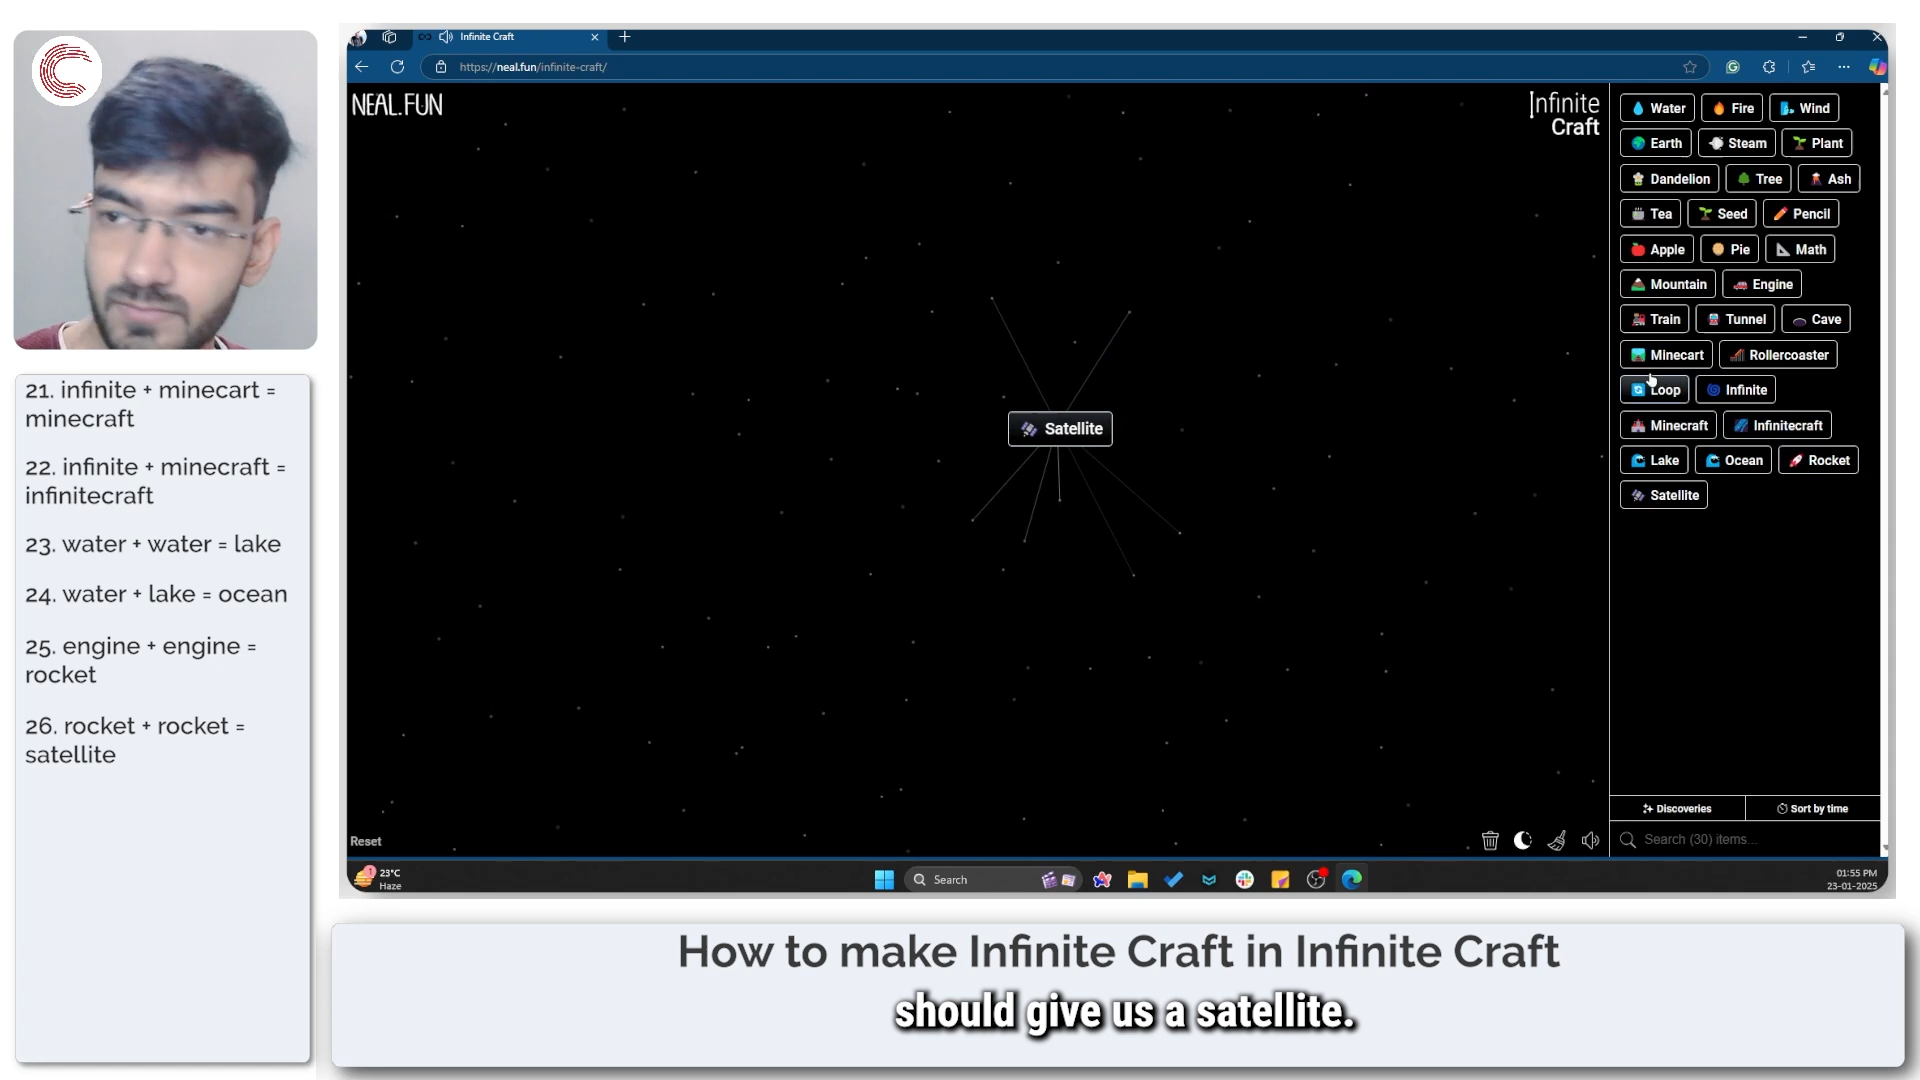 Infinite Craft
https://neal.fun/infinite-craft/
NEAL.FUN
Infinite
Craft
Water
Fire
Wind
Earth
Steam
Plant
Dandelion
Tree
Ash
Tea
Seed
Pencil
Apple
Pie
Math
Mountain
Engine
Train
Tunnel
Cave
Minecart
Rollercoaster
Loop
Infinite
Minecraft
Infinitecraft
Lake
Ocean
Rocket
Satellite
Satellite
Discoveries
Sort by time
Search (30) items...
Reset
23°C
Haze
Search
01:55 PM
23-01-2025
21. infinite + minecart =
minecraft
22. infinite + minecraft =
infinitecraft
23. water + water = lake
24. water + lake = ocean
25. engine + engine =
rocket
26. rocket + rocket =
satellite
How to make Infinite Craft in Infinite Craft
should give us a satellite.